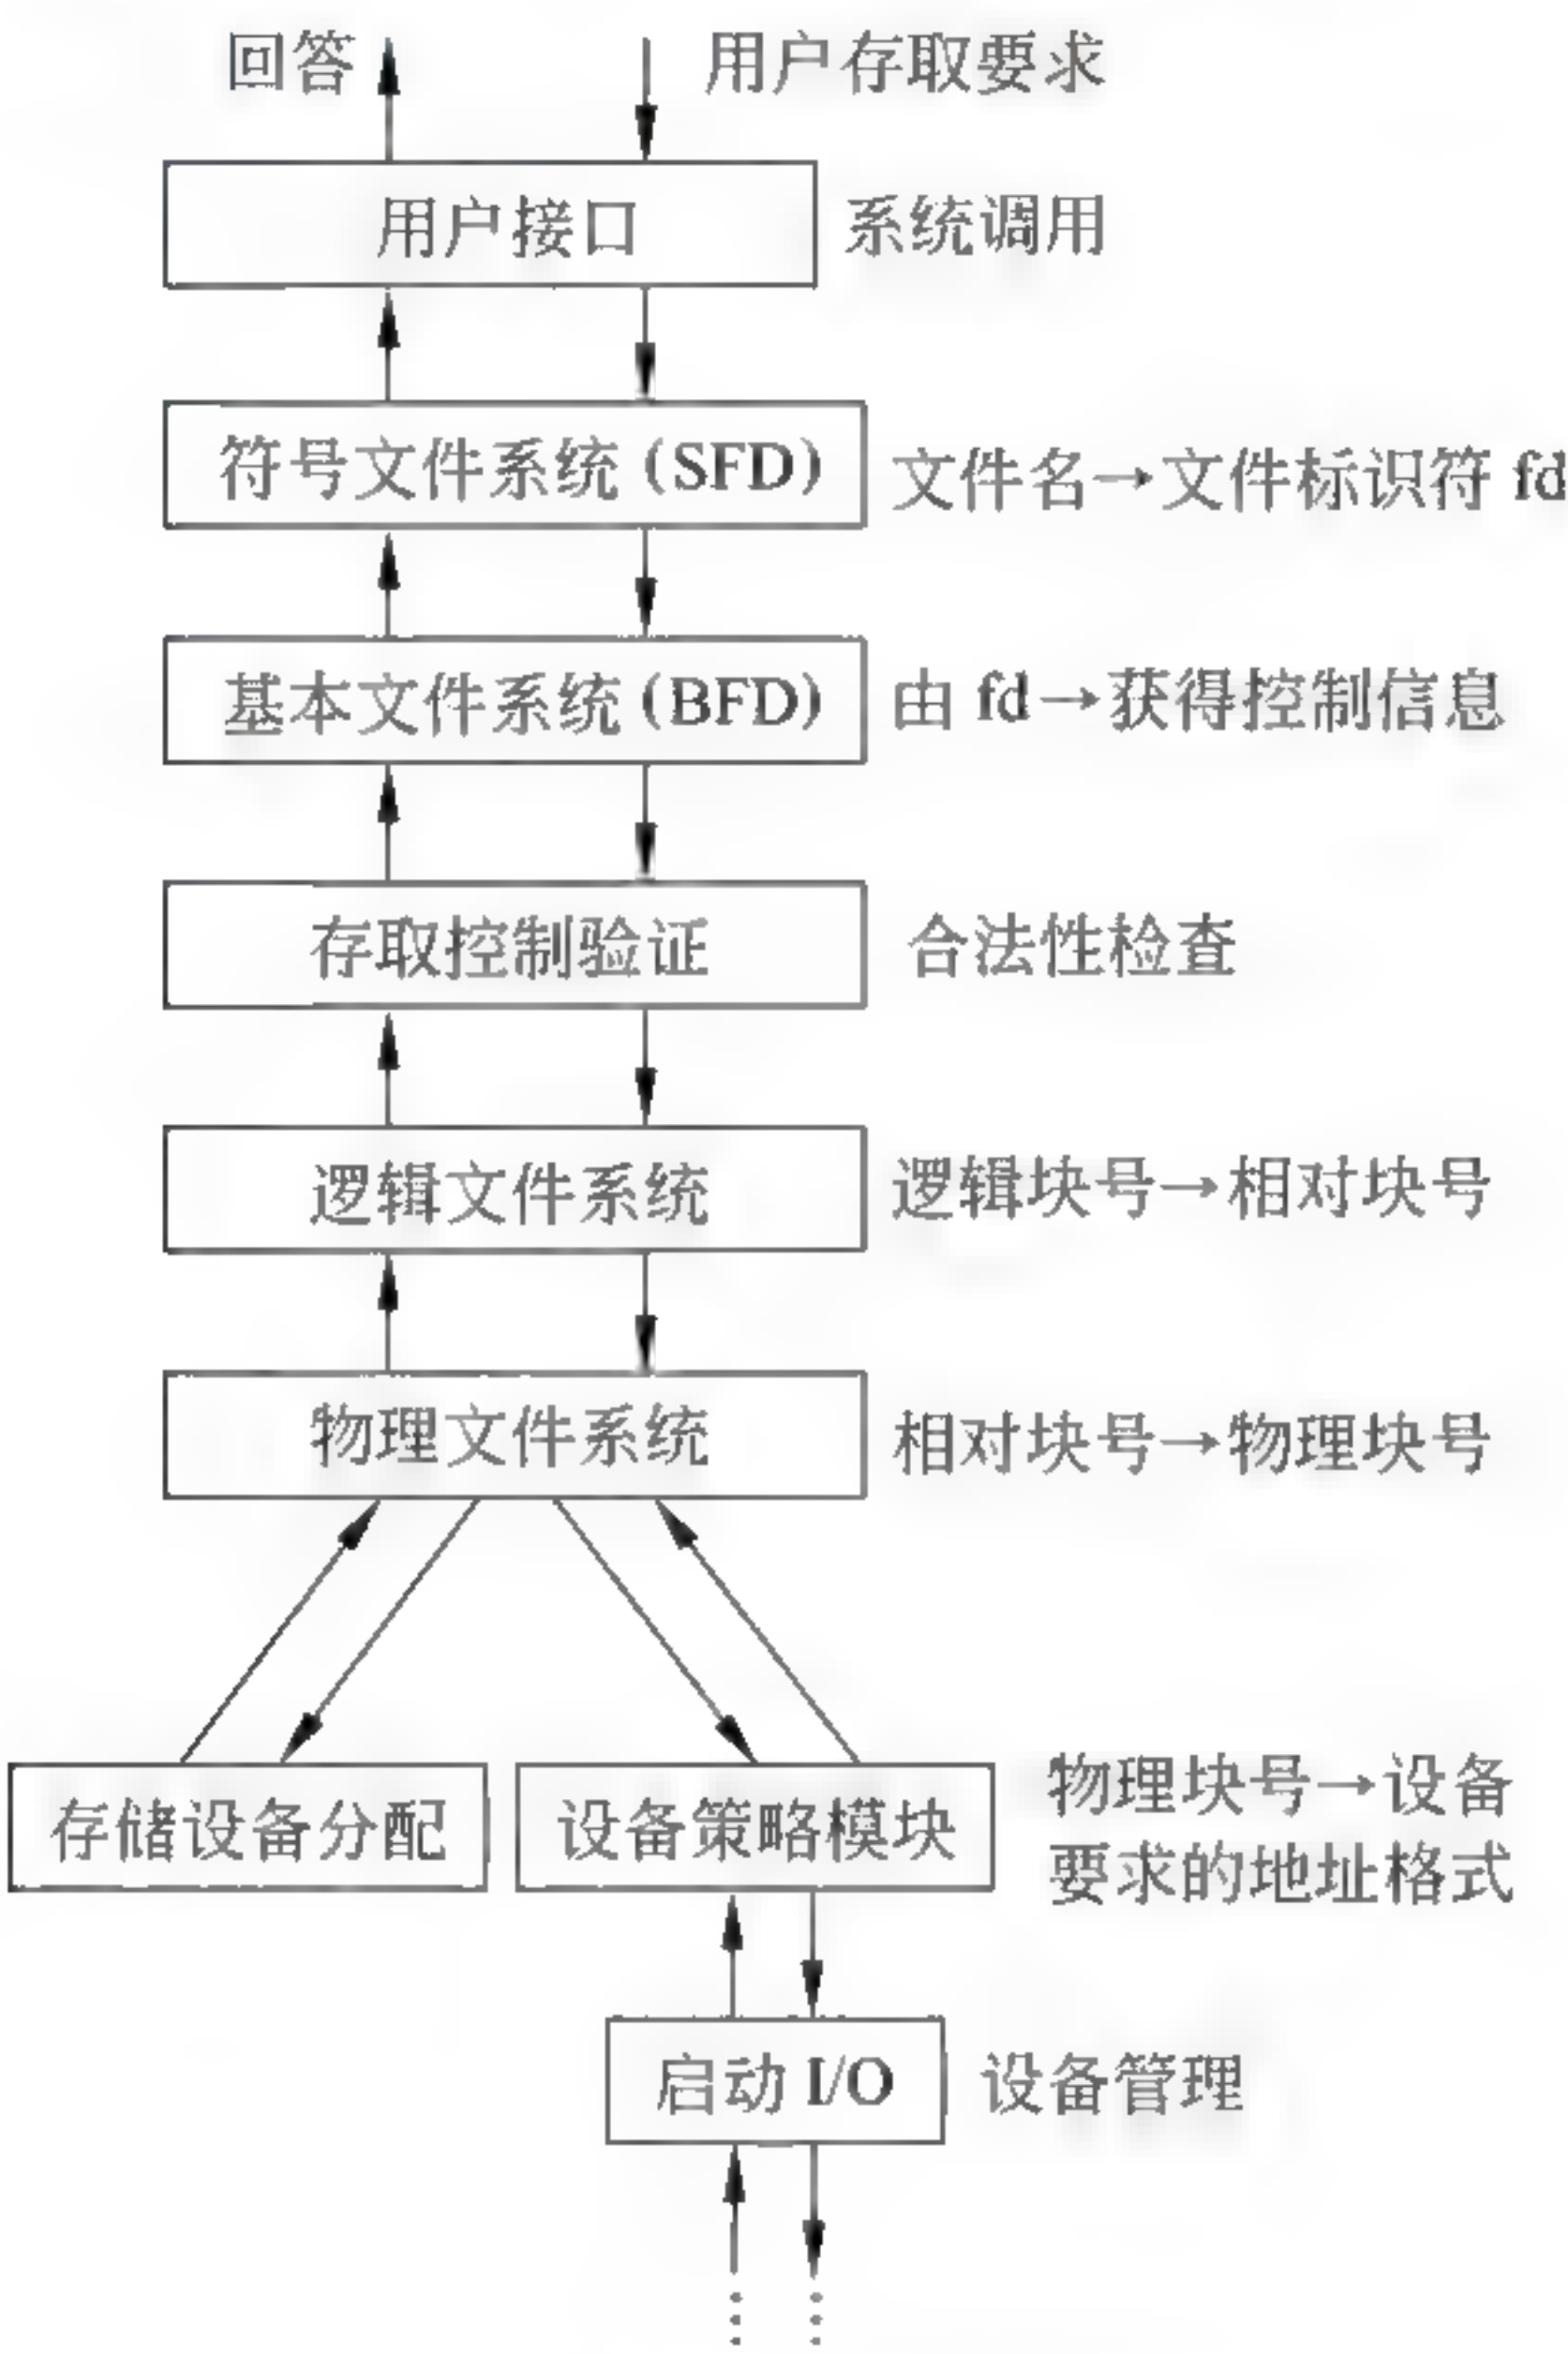 回答
用户存取要求
用户接口
系统调用
符号文件系统(SFD)
文件名→文件标识符 fd
基本文件系统(BFD)
由 fd→获得控制信息
存取控制验证
合法性检查
逻辑文件系统
逻辑块号→相对块号
物理文件系统
相对块号→物理块号
存储设备分配
设备策略模块
物理块号→设备
要求的地址格式
启动 I/O
设备管理